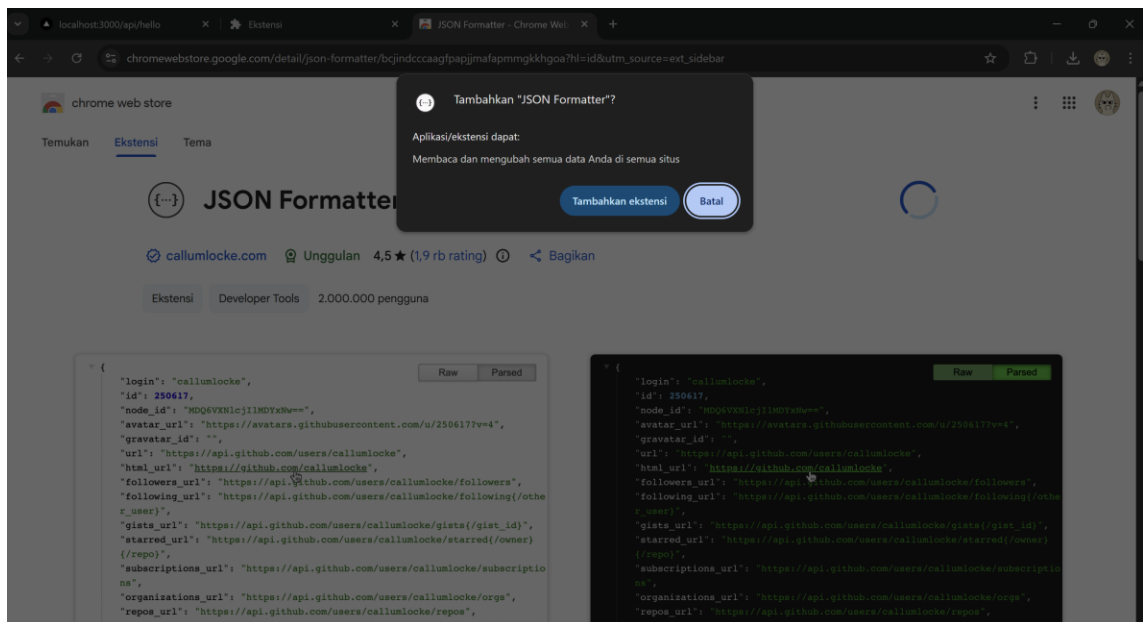 localhost:3000/api/hello
Ekstensi
JSON Formatter - Chrome Web
chromewebstore.google.com/detail/json-formatter/bcjindcccaagfpapjjmafapmmgkkhgoa?hl=id&utm_source=ext_sidebar
chrome web store
Temukan Ekstensi Tema
Tambahkan "JSON Formatter"?
Aplikasi/ekstensi dapat:
Membaca dan mengubah semua data Anda di semua situs
Tambahkan ekstensi Batal
{···} JSON Formatter
callumlocke.com Unggulan 4,5★ (1,9 rb rating) Bagikan
Ekstensi Developer Tools 2.000.000 pengguna
Raw Parsed
{
"login": "callumlocke",
"id": 250617,
"node_id": "MDQ6VXNlcjI1MDYxNw==",
"avatar_url": "https://avatars.githubusercontent.com/u/250617?v=4",
"gravatar_id": "",
"url": "https://api.github.com/users/callumlocke",
"html_url": "https://github.com/callumlocke",
"followers_url": "https://api.github.com/users/callumlocke/followers",
"following_url": "https://api.github.com/users/callumlocke/following{/othe
r_user}",
"gists_url": "https://api.github.com/users/callumlocke/gists{/gist_id}",
"starred_url": "https://api.github.com/users/callumlocke/starred{/owner}
{/repo}",
"subscriptions_url": "https://api.github.com/users/callumlocke/subscriptio
ns",
"organizations_url": "https://api.github.com/users/callumlocke/orgs",
"repos_url": "https://api.github.com/users/callumlocke/repos",
Raw Parsed
{
"login": "callumlocke",
"id": 250617,
"node_id": "MDQ6VXNlcjI1MDYxNw==",
"avatar_url": "https://avatars.githubusercontent.com/u/250617?v=4",
"gravatar_id": "",
"url": "https://api.github.com/users/callumlocke",
"html_url": "https://github.com/callumlocke",
"followers_url": "https://api.github.com/users/callumlocke/followers",
"following_url": "https://api.github.com/users/callumlocke/following{/othe
r_user}",
"gists_url": "https://api.github.com/users/callumlocke/gists{/gist_id}",
"starred_url": "https://api.github.com/users/callumlocke/starred{/owner}
{/repo}",
"subscriptions_url": "https://api.github.com/users/callumlocke/subscriptio
ns",
"organizations_url": "https://api.github.com/users/callumlocke/orgs",
"repos_url": "https://api.github.com/users/callumlocke/repos",